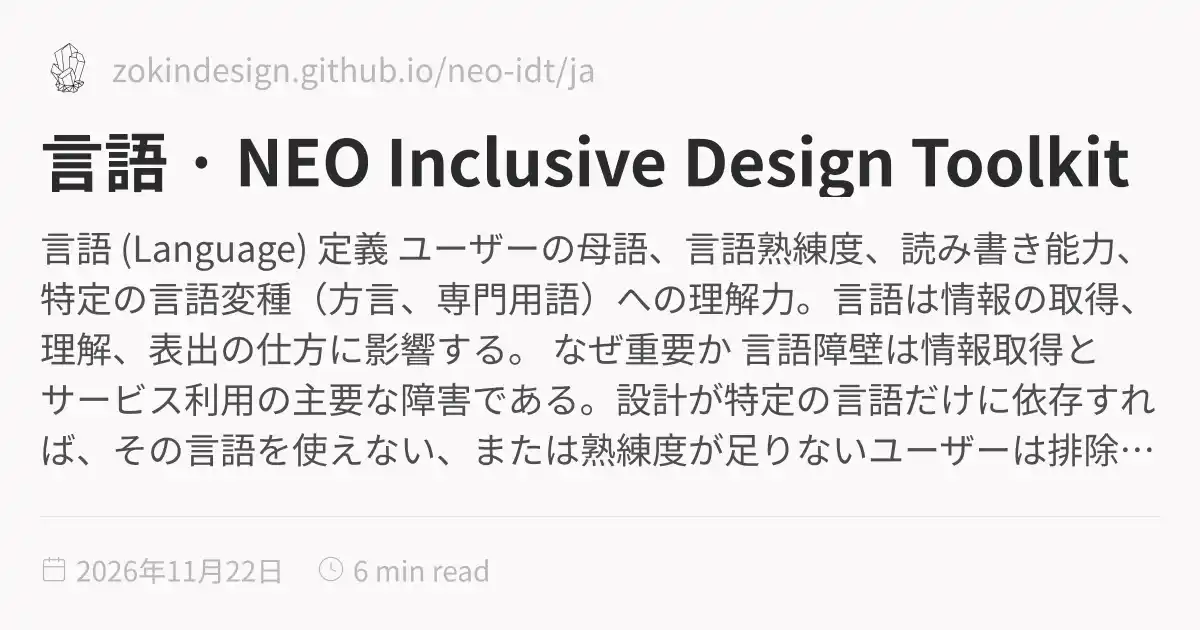 zokindesign.github.io/neo-idt/ja
言語 · NEO Inclusive Design Toolkit
言語 (Language) 定義 ユーザーの母語、言語熟練度、読み書き能力、
特定の言語変種（方言、専門用語）への理解力。言語は情報の取得、
理解、表出の仕方に影響する。 なぜ重要か 言語障壁は情報取得と
サービス利用の主要な障害である。設計が特定の言語だけに依存すれ
ば、その言語を使えない、または熟練度が足りないユーザーは排除…
2026年11月22日 6 min read